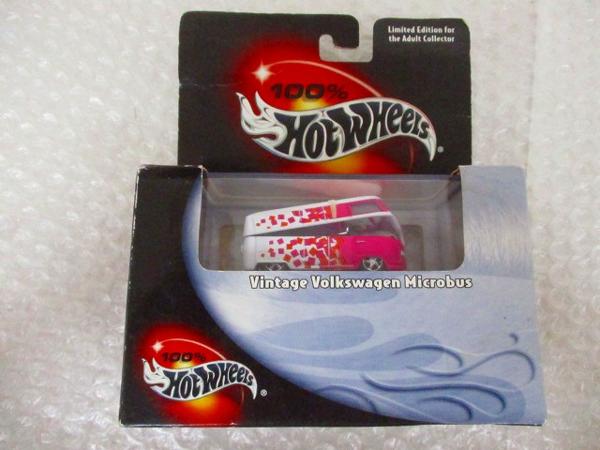 Limited Edition for
the Adult Collector
100%
Hot Wheels®
Vintage Volkswagen Microbus
100%
Hot Wheels®